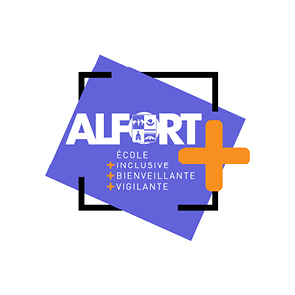 ALFORT+
ÉCOLE
+INCLUSIVE
+BIENVEILLANTE
+VIGILANTE